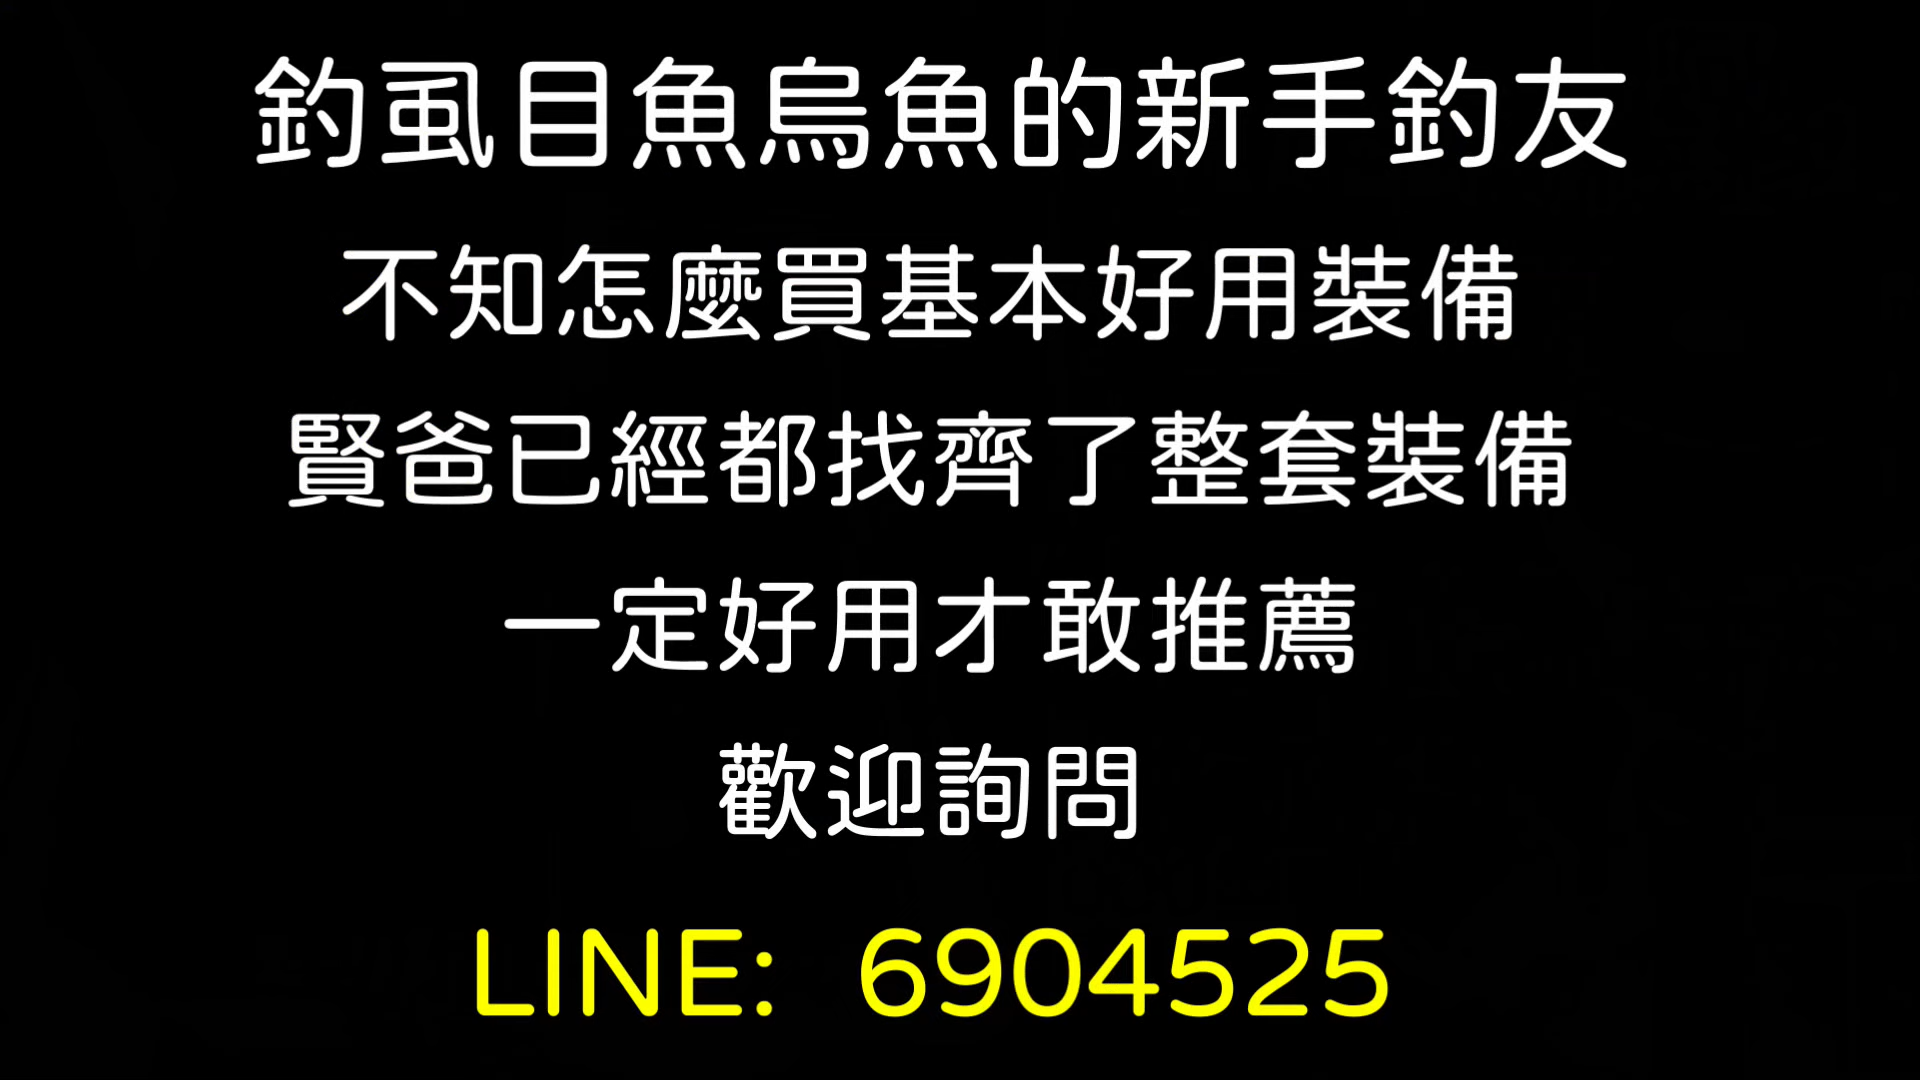 釣虱目魚烏魚的新手釣友
不知怎麼買基本好用裝備
賢爸已經都找齊了整套裝備
一定好用才敢推薦
歡迎詢問
LINE: 6904525